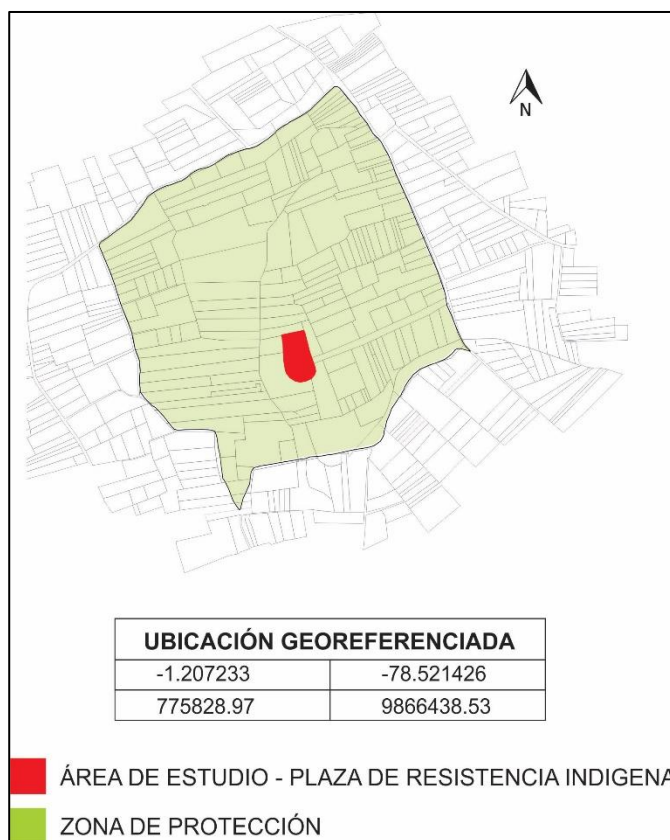 N
UBICACIÓN GEOREFERENCIADA
-1.207233 -78.521426
775828.97 9866438.53
ÁREA DE ESTUDIO - PLAZA DE RESISTENCIA INDIGENA
ZONA DE PROTECCIÓN